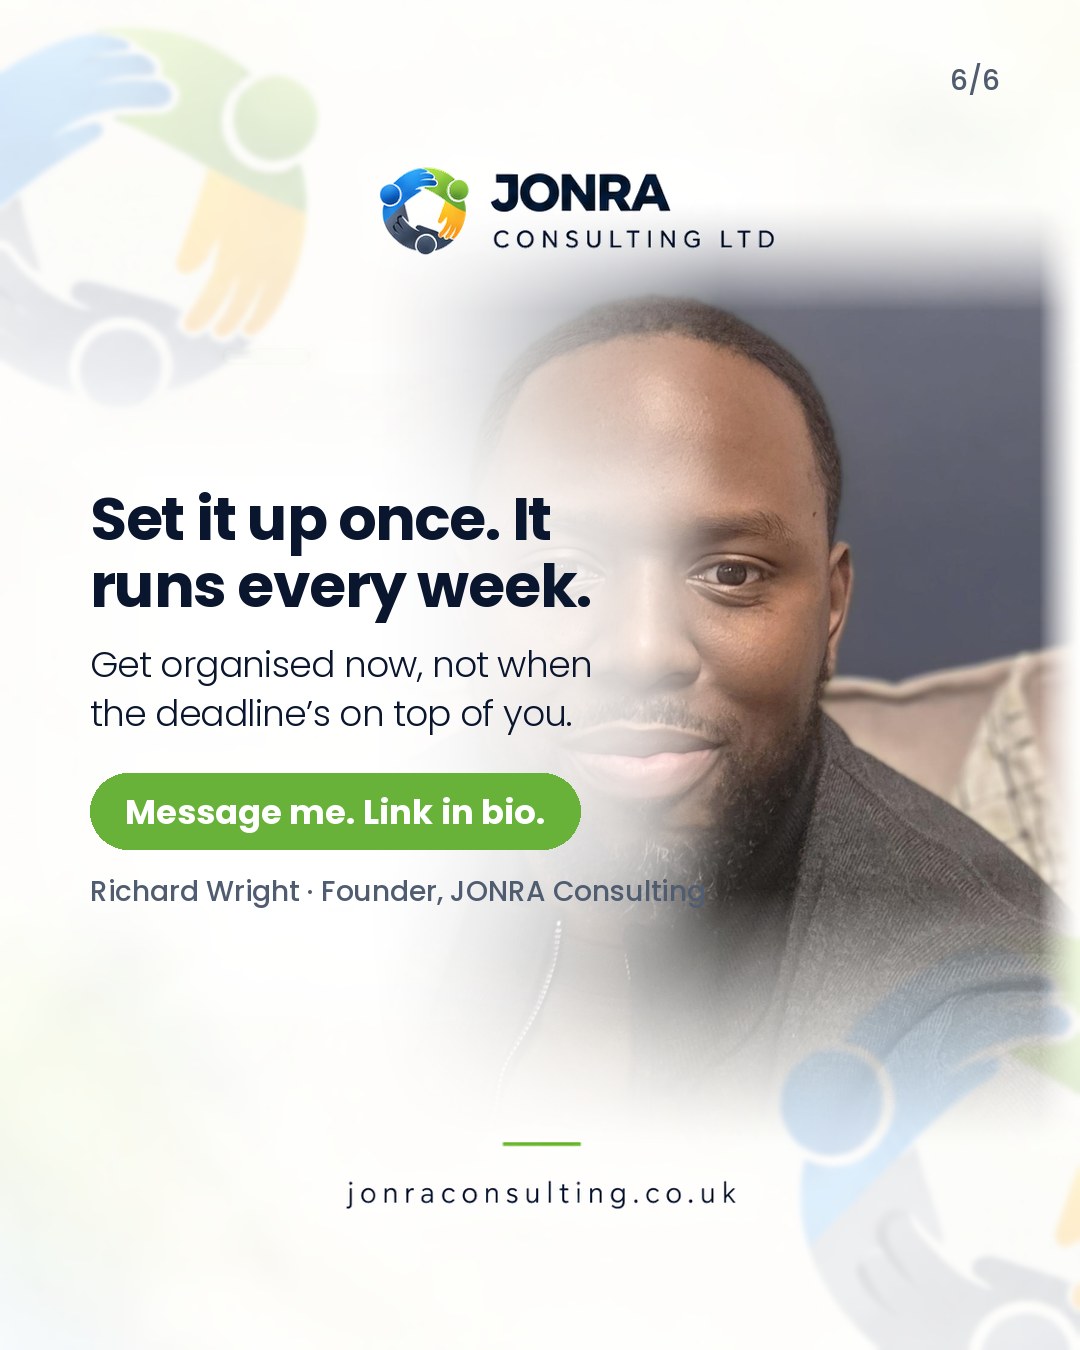 6/6
JONRA
CONSULTING LTD
Set it up once. It
runs every week.
Get organised now, not when
the deadline’s on top of you.
Message me. Link in bio.
Richard Wright · Founder, JONRA Consulting
jonraconsulting.co.uk